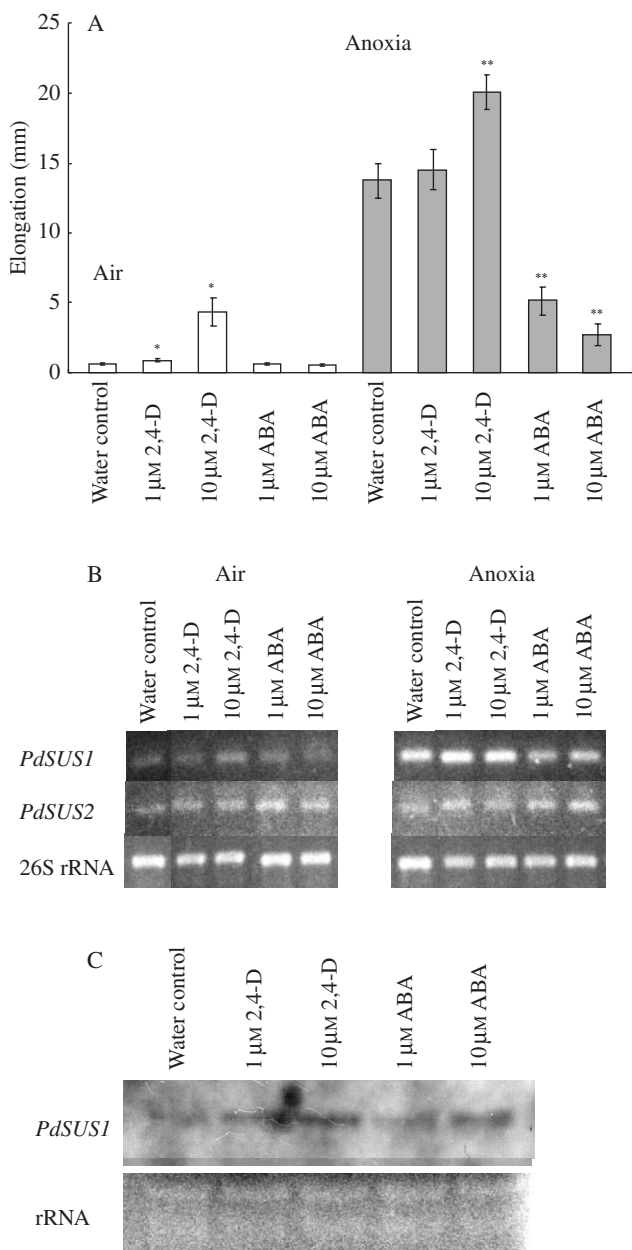 A
Anoxia
Air
Elongation (mm)
25
20
15
10
5
0
* * ** ** **
Water control
1 μM 2,4-D
10 μM 2,4-D
1 μM ABA
10 μM ABA
Water control
1 μM 2,4-D
10 μM 2,4-D
1 μM ABA
10 μM ABA
B
Air
Anoxia
Water control
1 μM 2,4-D
10 μM 2,4-D
1 μM ABA
10 μM ABA
Water control
1 μM 2,4-D
10 μM 2,4-D
1 μM ABA
10 μM ABA
PdSUS1
PdSUS2
26S rRNA
C
Water control
1 μM 2,4-D
10 μM 2,4-D
1 μM ABA
10 μM ABA
PdSUS1
rRNA